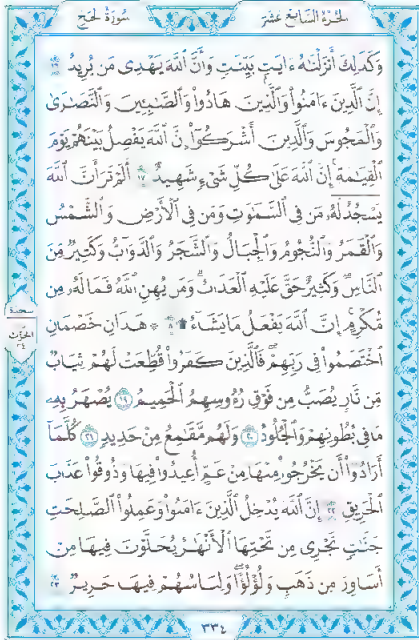 الجزء السابع عشر
سورة الحج
وَكَذَٰلِكَ أَنزَلْنَٰهُ ءَايَٰتٍۭ بَيِّنَٰتٍ وَأَنَّ ٱللَّهَ يَهْدِى مَن يُرِيدُ ١٦
إِنَّ ٱلَّذِينَ ءَامَنُوا۟ وَٱلَّذِينَ هَادُوا۟ وَٱلصَّٰبِـِٔينَ وَٱلنَّصَٰرَىٰ
وَٱلْمَجُوسَ وَٱلَّذِينَ أَشْرَكُوٓا۟ إِنَّ ٱللَّهَ يَفْصِلُ بَيْنَهُمْ يَوْمَ
ٱلْقِيَٰمَةِ ۚ إِنَّ ٱللَّهَ عَلَىٰ كُلِّ شَىْءٍ شَهِيدٌ ١٧ أَلَمْ تَرَ أَنَّ ٱللَّهَ
يَسْجُدُ لَهُۥ مَن فِى ٱلسَّمَٰوَٰتِ وَمَن فِى ٱلْأَرْضِ وَٱلشَّمْسُ
وَٱلْقَمَرُ وَٱلنُّجُومُ وَٱلْجِبَالُ وَٱلشَّجَرُ وَٱلدَّوَآبُّ وَكَثِيرٌ مِّنَ
ٱلنَّاسِ ۖ وَكَثِيرٌ حَقَّ عَلَيْهِ ٱلْعَذَابُ ۗ وَمَن يُهِنِ ٱللَّهُ فَمَا لَهُۥ مِن
مُّكْرِمٍ ۚ إِنَّ ٱللَّهَ يَفْعَلُ مَا يَشَآءُ ۩ ١٨ ۞ هَٰذَانِ خَصْمَانِ
ٱخْتَصَمُوا۟ فِى رَبِّهِمْ ۖ فَٱلَّذِينَ كَفَرُوا۟ قُطِّعَتْ لَهُمْ ثِيَابٌ
مِّن نَّارٍ يُصَبُّ مِن فَوْقِ رُءُوسِهِمُ ٱلْحَمِيمُ ١٩ يُصْهَرُ بِهِۦ
مَا فِى بُطُونِهِمْ وَٱلْجُلُودُ ٢٠ وَلَهُم مَّقَٰمِعُ مِنْ حَدِيدٍ ٢١ كُلَّمَآ
أَرَادُوٓا۟ أَن يَخْرُجُوا۟ مِنْهَا مِنْ غَمٍّ أُعِيدُوا۟ فِيهَا وَذُوقُوا۟ عَذَابَ
ٱلْحَرِيقِ ٢٢ إِنَّ ٱللَّهَ يُدْخِلُ ٱلَّذِينَ ءَامَنُوا۟ وَعَمِلُوا۟ ٱلصَّٰلِحَٰتِ
جَنَّٰتٍ تَجْرِى مِن تَحْتِهَا ٱلْأَنْهَٰرُ يُحَلَّوْنَ فِيهَا مِنْ
أَسَاوِرَ مِن ذَهَبٍ وَلُؤْلُؤًا ۖ وَلِبَاسُهُمْ فِيهَا حَرِيرٌ ٢٣
سجدة
الحزب
٣٤
٣٣٤